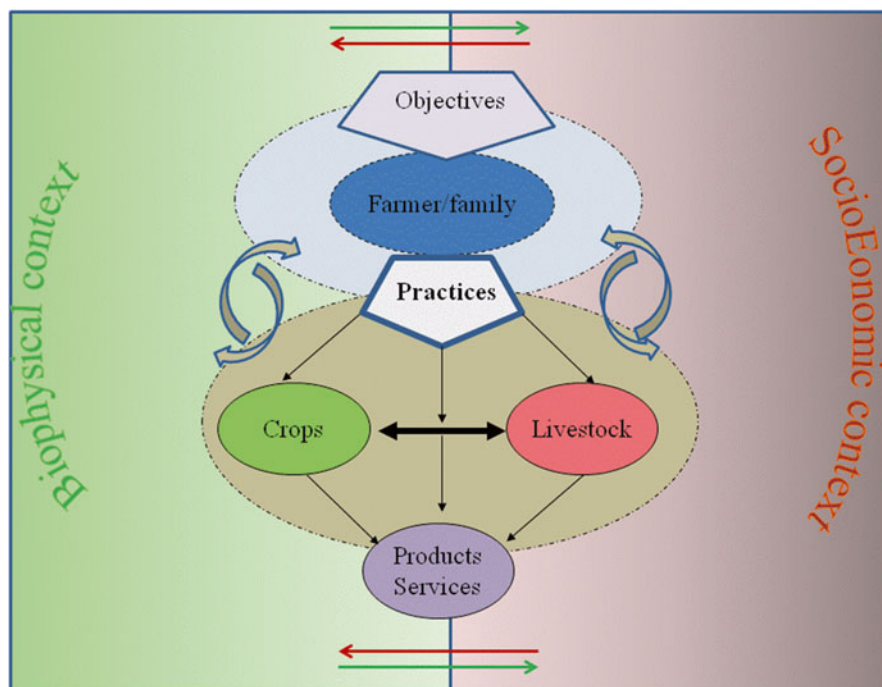 Objectives
Farmer/family
Practices
Crops
Livestock
Products
Services
Biophysical context
SocioEonomic context